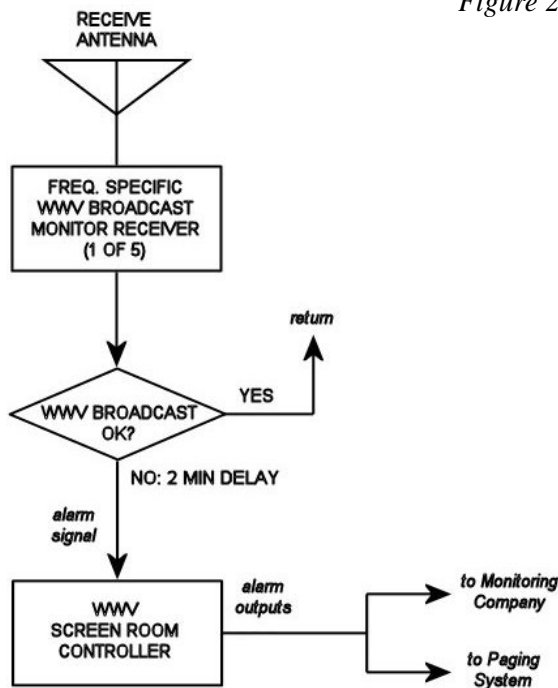 Figure 2
RECEIVE
ANTENNA
FREQ. SPECIFIC
WWV BROADCAST
MONITOR RECEIVER
(1 OF 5)
return
YES
WWV BROADCAST
OK?
NO: 2 MIN DELAY
alarm
signal
WWV
SCREEN ROOM
CONTROLLER
alarm
outputs
to Monitoring
Company
to Paging
System